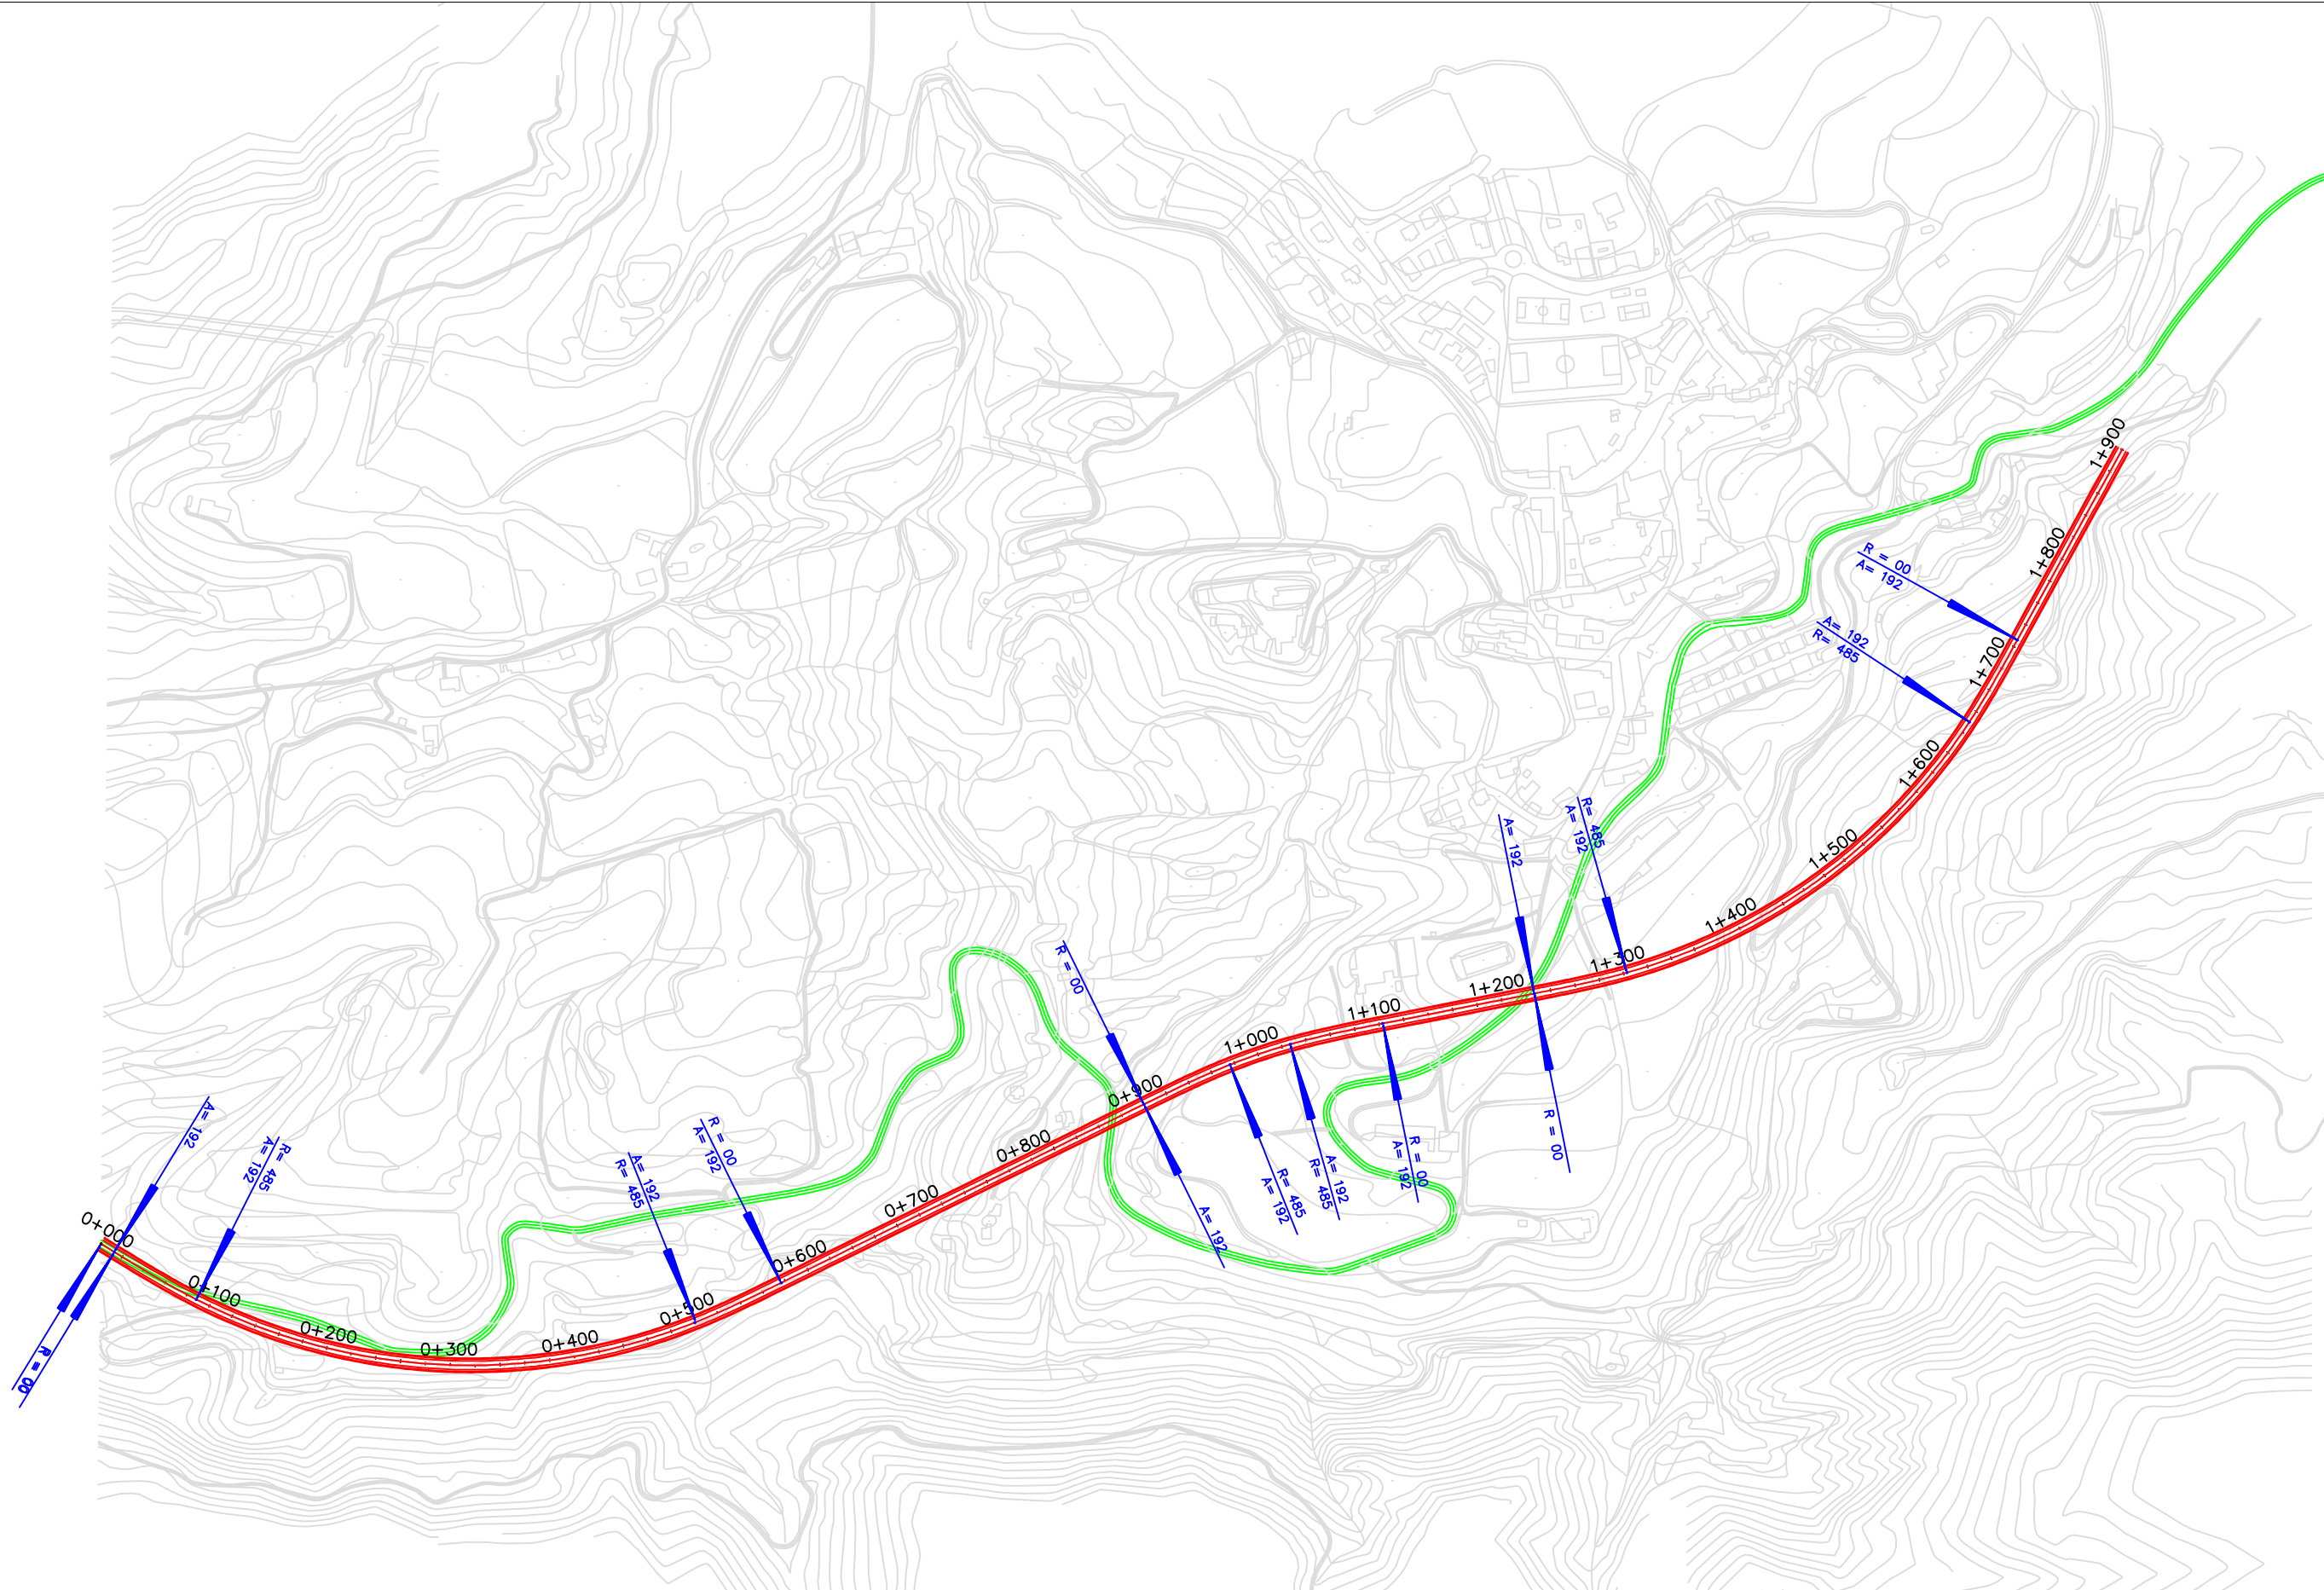 1+900
1+800
R = 00
A= 192
A= 192
R= 485
1+700
1+600
1+500
1+400
R= 485
A= 192
A= 192
1+300
1+200
R = 00
1+100
1+000
R = 00
0+900
R= 485
A= 192
A= 192
R= 485
R = 00
A= 192
A= 192
0+800
0+700
0+600
R = 00
A= 192
A= 192
R= 485
0+500
0+400
0+300
0+200
R= 485
A= 192
0+100
A= 192
0+000
R = 00
R = 00